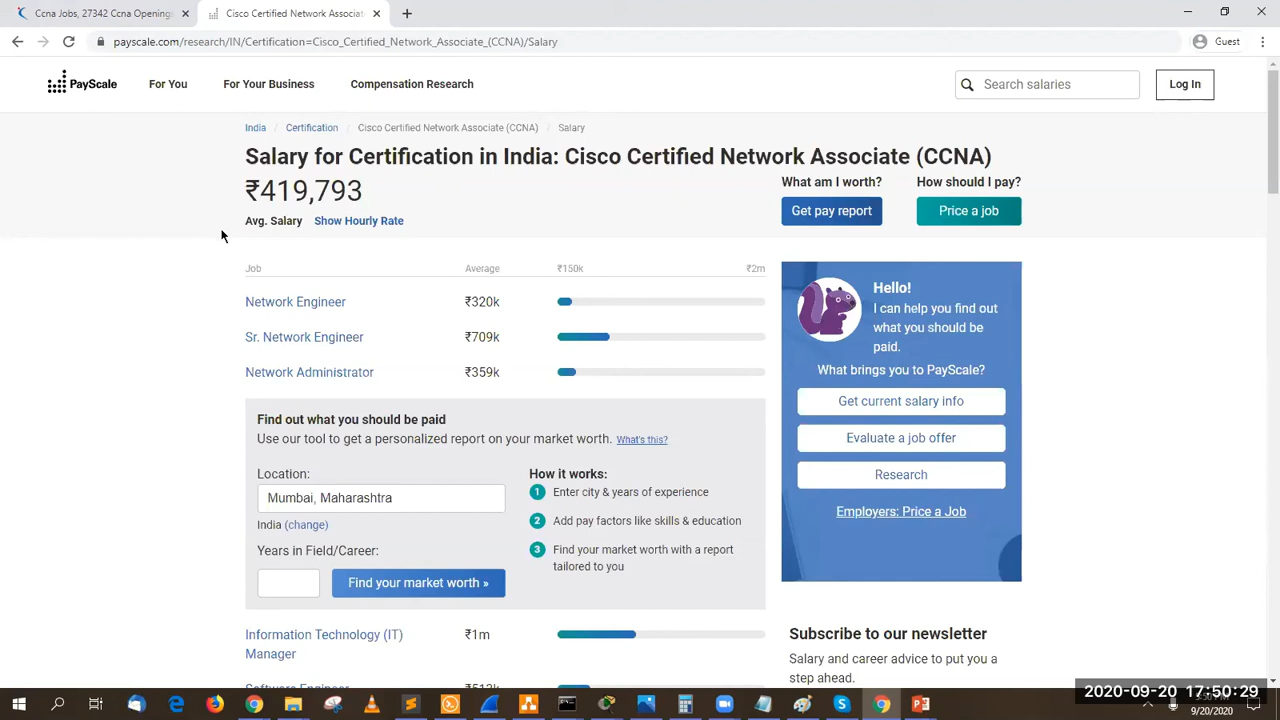 Ccna Jobs, 27342 Ccna Openings
Cisco Certified Network Associat
payscale.com/research/IN/Certification=Cisco_Certified_Network_Associate_(CCNA)/Salary
Guest
PayScale
For You
For Your Business
Compensation Research
Search salaries
Log In
India / Certification / Cisco Certified Network Associate (CCNA) / Salary
Salary for Certification in India: Cisco Certified Network Associate (CCNA)
₹419,793
Avg. Salary Show Hourly Rate
What am I worth?
Get pay report
How should I pay?
Price a job
Job Average ₹150k ₹2m
Network Engineer ₹320k
Sr. Network Engineer ₹709k
Network Administrator ₹359k
Find out what you should be paid
Use our tool to get a personalized report on your market worth. What's this?
Location:
Mumbai, Maharashtra
India (change)
Years in Field/Career:
Find your market worth »
How it works:
1 Enter city & years of experience
2 Add pay factors like skills & education
3 Find your market worth with a report
tailored to you
Information Technology (IT) ₹1m
Manager
Hello!
I can help you find out
what you should be
paid.
What brings you to PayScale?
Get current salary info
Evaluate a job offer
Research
Employers: Price a Job
Subscribe to our newsletter
Salary and career advice to put you a
step ahead.
2020-09-20 17:50:29
9/20/2020